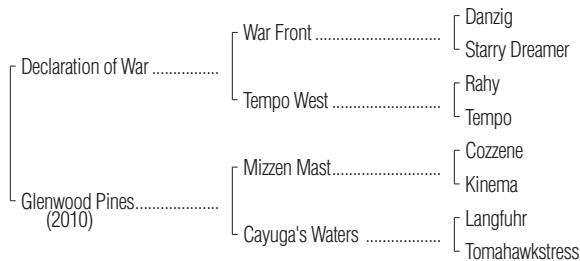 Danzig
War Front
Starry Dreamer
Declaration of War
Rahy
Tempo West
Tempo
Cozzene
Mizzen Mast
Kinema
Glenwood Pines
(2010)
Langfuhr
Cayuga's Waters
Tomahawkstress